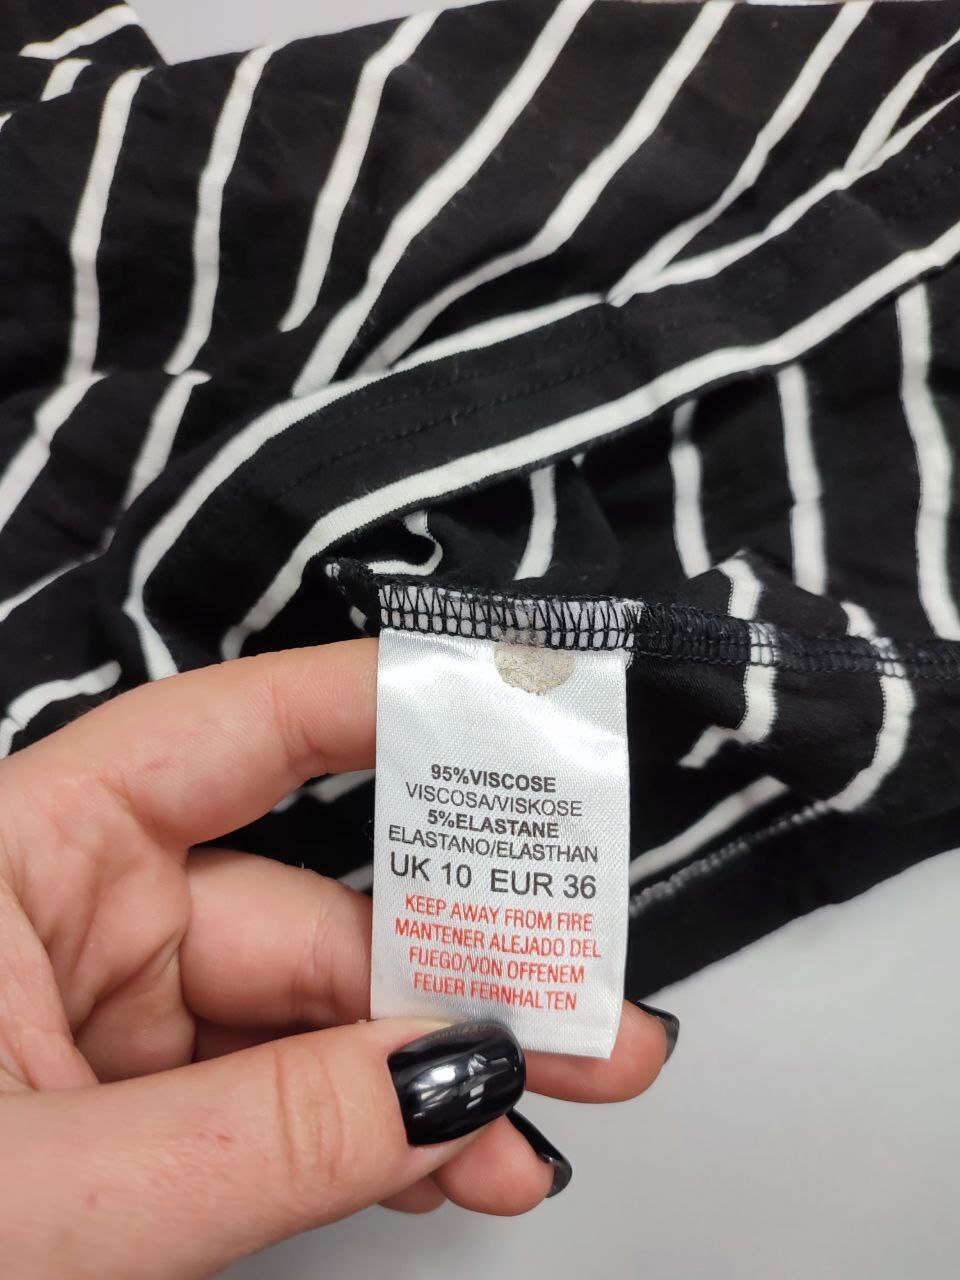 95%VISCOSE
VISCOSA/VISKOSE
5%ELASTANE
ELASTANO/ELASTHAN
UK 10 EUR 36
KEEP AWAY FROM FIRE
MANTENER ALEJADO DEL
FUEGO/VON OFFENEM
FEUER FERNHALTEN